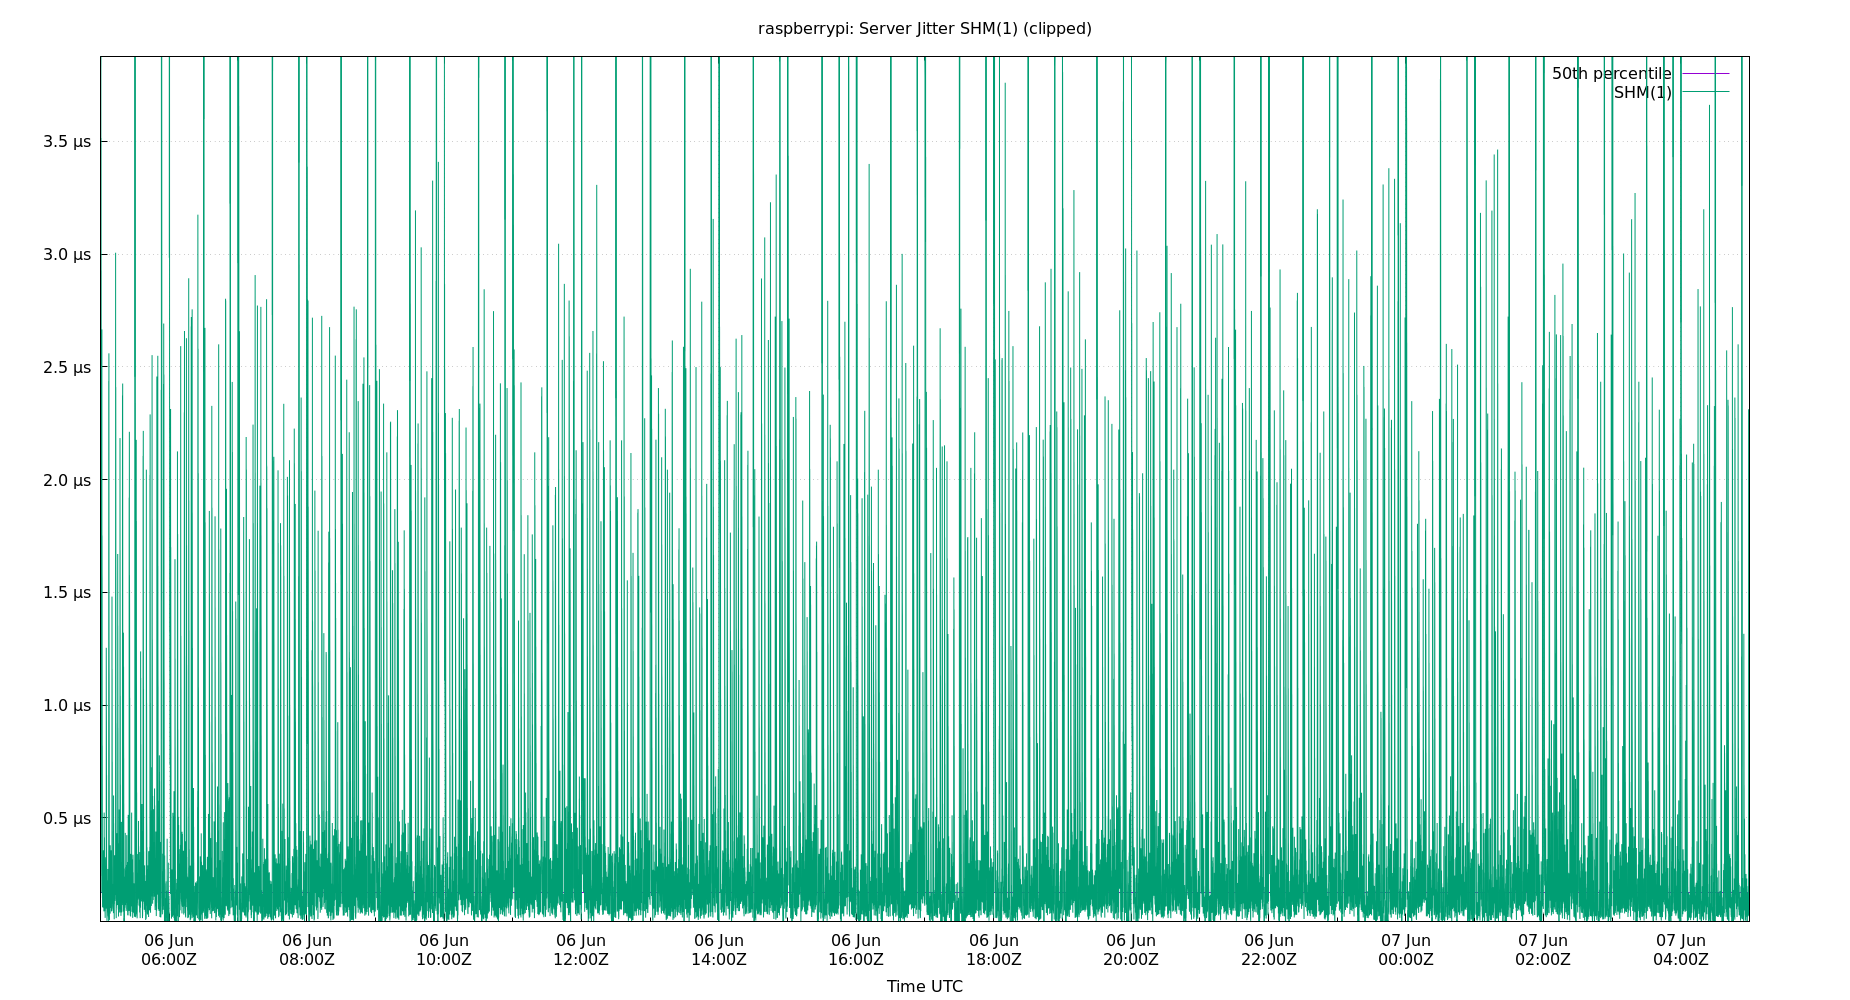 raspberrypi: Server Jitter SHM(1) (clipped)
50th percentile
SHM(1)
3.5 µs
3.0 µs
2.5 µs
2.0 µs
1.5 µs
1.0 µs
0.5 µs
06 Jun 06 Jun 06 Jun 06 Jun 06 Jun 06 Jun 06 Jun 06 Jun 06 Jun 07 Jun 07 Jun 07 Jun
06:00Z 08:00Z 10:00Z 12:00Z 14:00Z 16:00Z 18:00Z 20:00Z 22:00Z 00:00Z 02:00Z 04:00Z
Time UTC